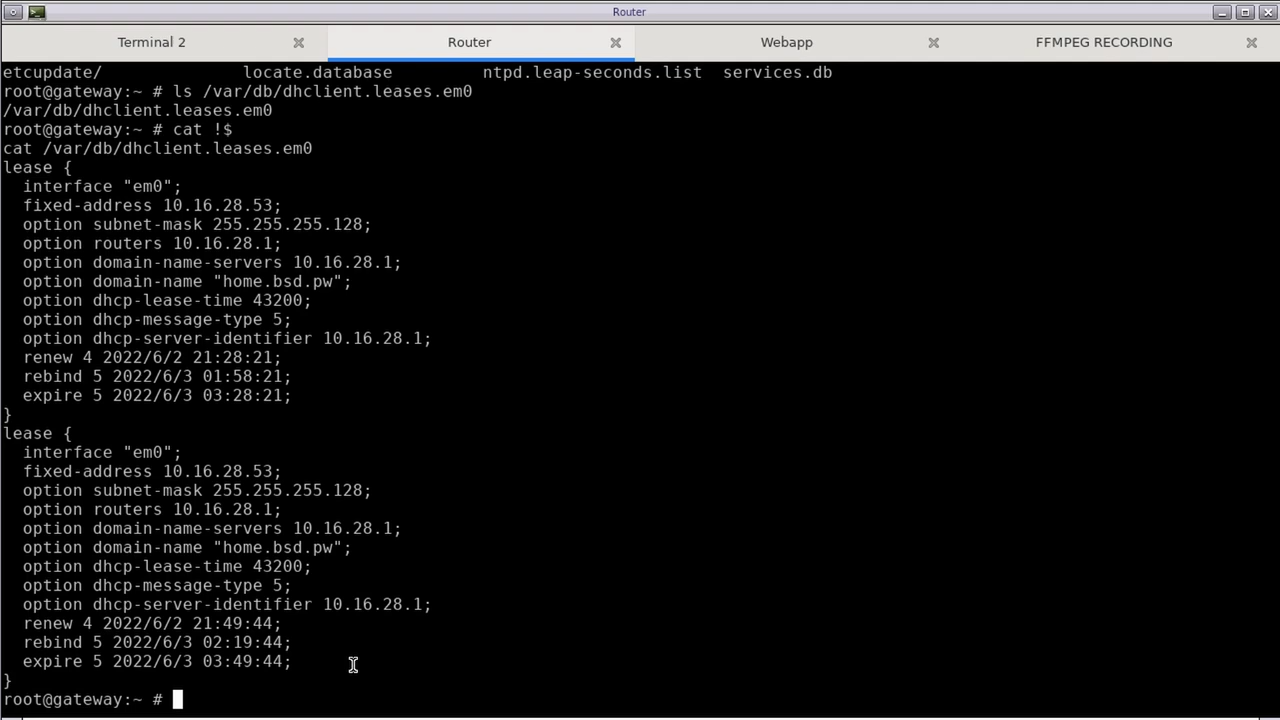 Router
Terminal 2 Router Webapp FFMPEG RECORDING
etcupdate/ locate.database ntpd.leap-seconds.list services.db
root@gateway:~ # ls /var/db/dhclient.leases.em0
/var/db/dhclient.leases.em0
root@gateway:~ # cat !$
cat /var/db/dhclient.leases.em0
lease {
  interface "em0";
  fixed-address 10.16.28.53;
  option subnet-mask 255.255.255.128;
  option routers 10.16.28.1;
  option domain-name-servers 10.16.28.1;
  option domain-name "home.bsd.pw";
  option dhcp-lease-time 43200;
  option dhcp-message-type 5;
  option dhcp-server-identifier 10.16.28.1;
  renew 4 2022/6/2 21:28:21;
  rebind 5 2022/6/3 01:58:21;
  expire 5 2022/6/3 03:28:21;
}
lease {
  interface "em0";
  fixed-address 10.16.28.53;
  option subnet-mask 255.255.255.128;
  option routers 10.16.28.1;
  option domain-name-servers 10.16.28.1;
  option domain-name "home.bsd.pw";
  option dhcp-lease-time 43200;
  option dhcp-message-type 5;
  option dhcp-server-identifier 10.16.28.1;
  renew 4 2022/6/2 21:49:44;
  rebind 5 2022/6/3 02:19:44;
  expire 5 2022/6/3 03:49:44;
}
root@gateway:~ #